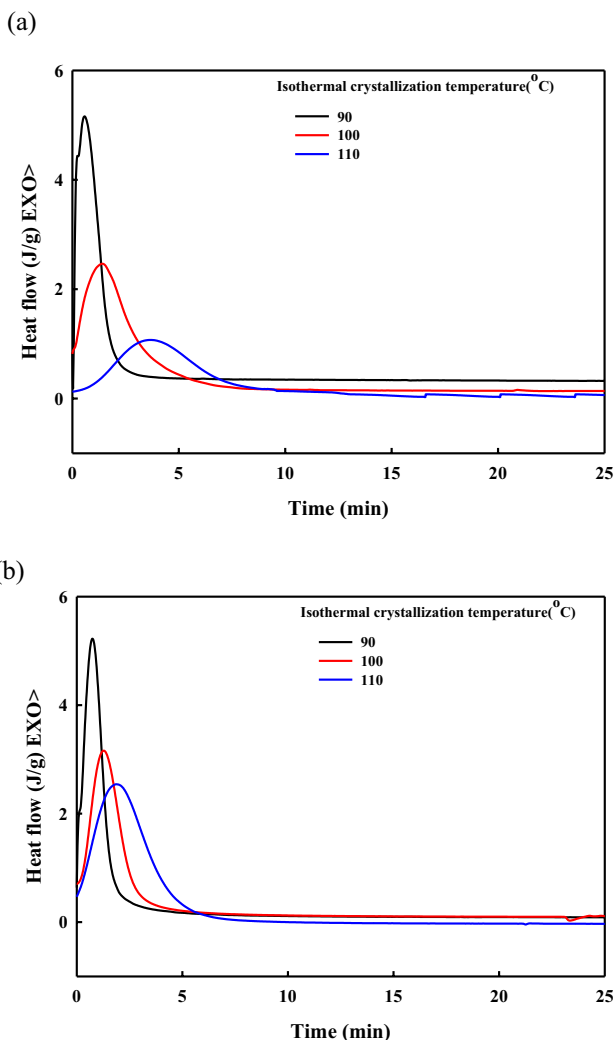 (a)
6
4
2
0
Heat flow (J/g) EXO>
Isothermal crystallization temperature(°C)
90
100
110
0 5 10 15 20 25
Time (min)
b)
6
4
2
0
Heat flow (J/g) EXO>
Isothermal crystallization temperature(°C)
90
100
110
0 5 10 15 20 25
Time (min)